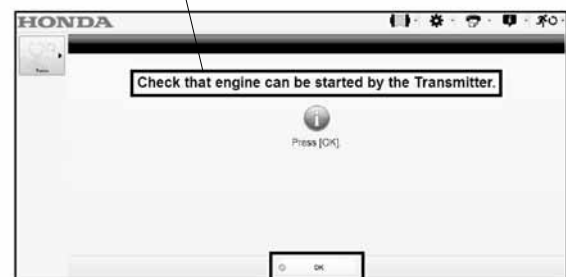 HONDA
Check that engine can be started by the Transmitter.
Press [OK].
OK